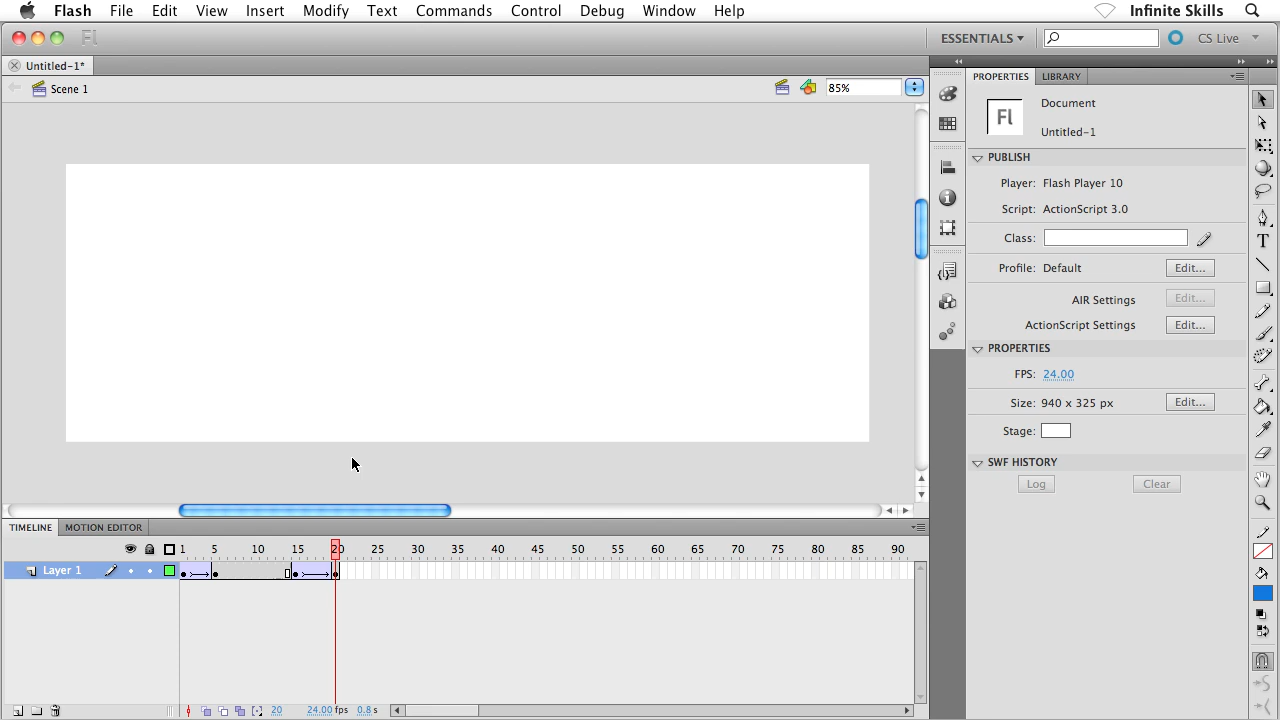 Flash File Edit View Insert Modify Text Commands Control Debug Window Help Infinite Skills
Fl ESSENTIALS CS Live
Untitled-1*
Scene 1 85%
PROPERTIES LIBRARY
Fl Document
Untitled-1
PUBLISH
Player: Flash Player 10
Script: ActionScript 3.0
Class:
Profile: Default Edit...
AIR Settings Edit...
ActionScript Settings Edit...
PROPERTIES
FPS: 24.00
Size: 940 x 325 px Edit...
Stage:
SWF HISTORY
Log Clear
TIMELINE MOTION EDITOR
1 5 10 15 20 25 30 35 40 45 50 55 60 65 70 75 80 85 90
Layer 1
20 24.00 fps 0.8 s